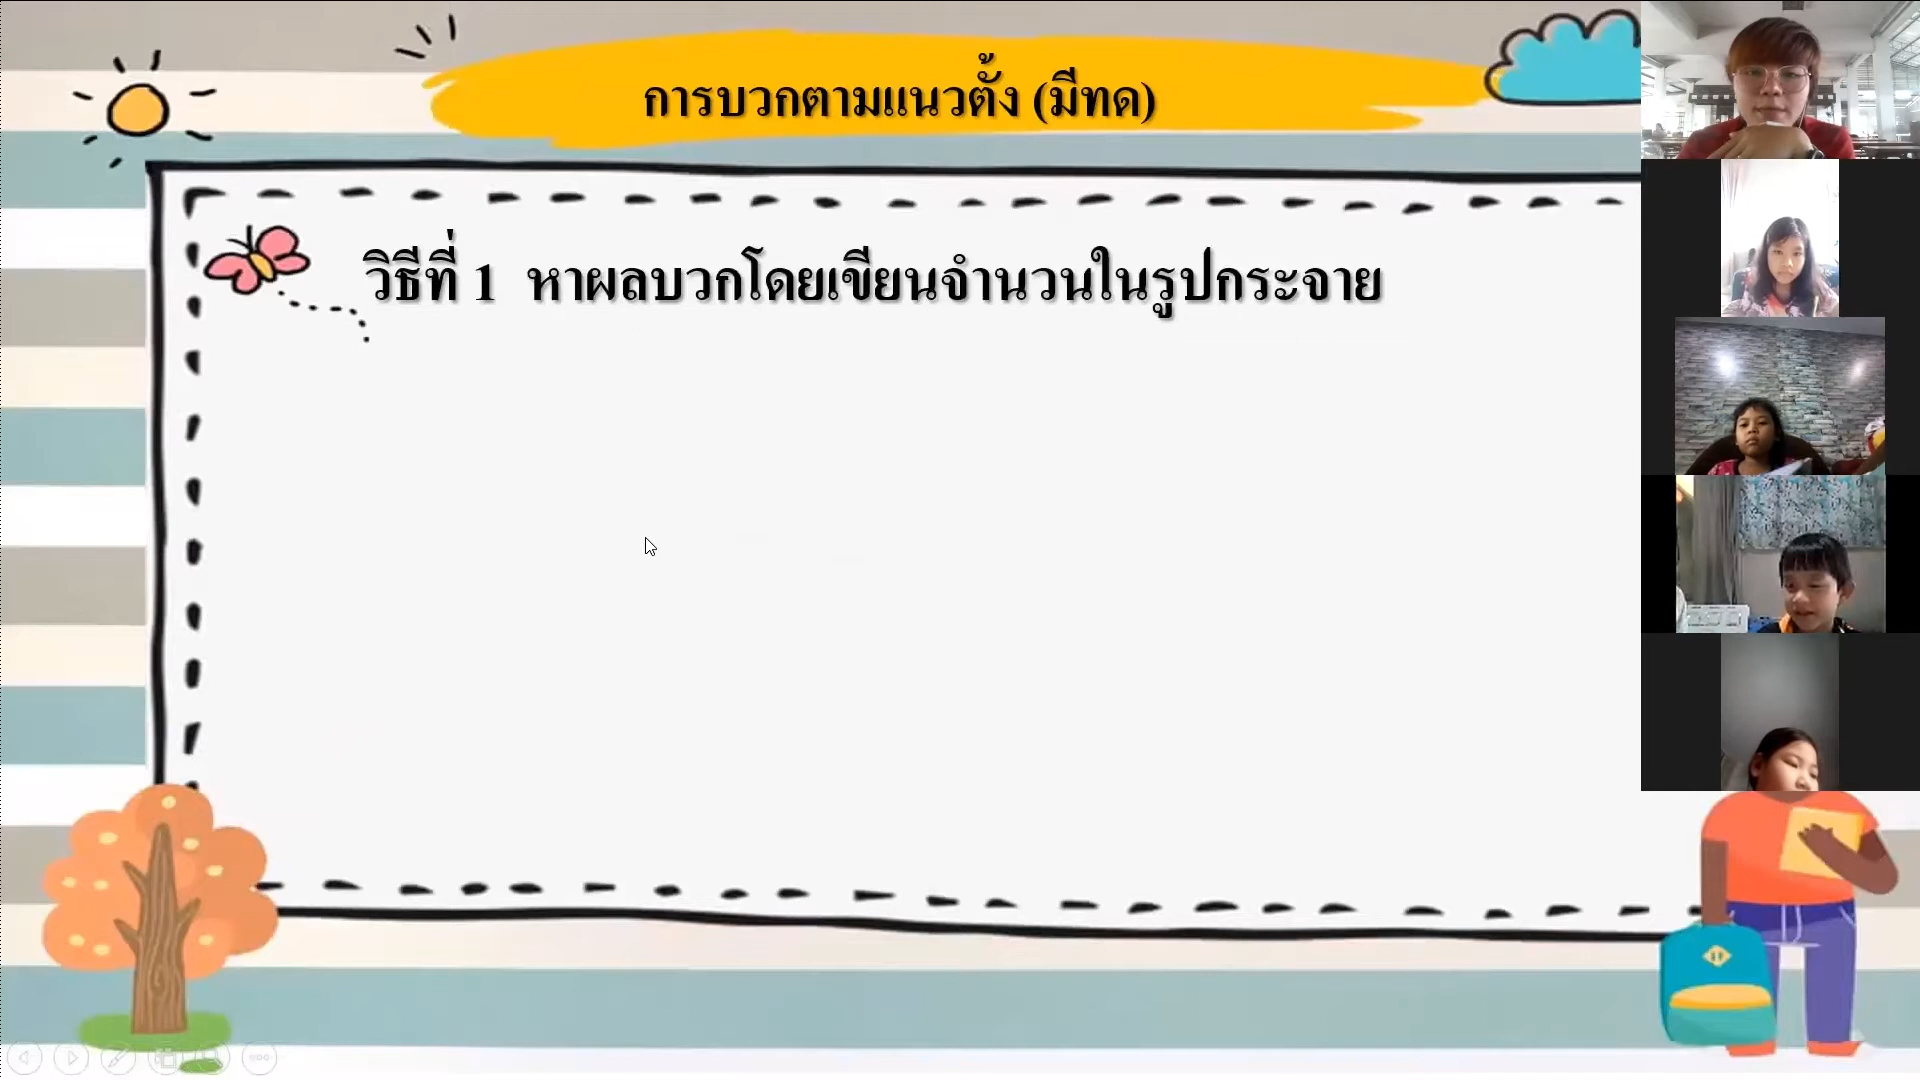 การบวกตามแนวตั้ง (มีทด)
วิธีที่ 1 หาผลบวกโดยเขียนจำนวนในรูปกระจาย